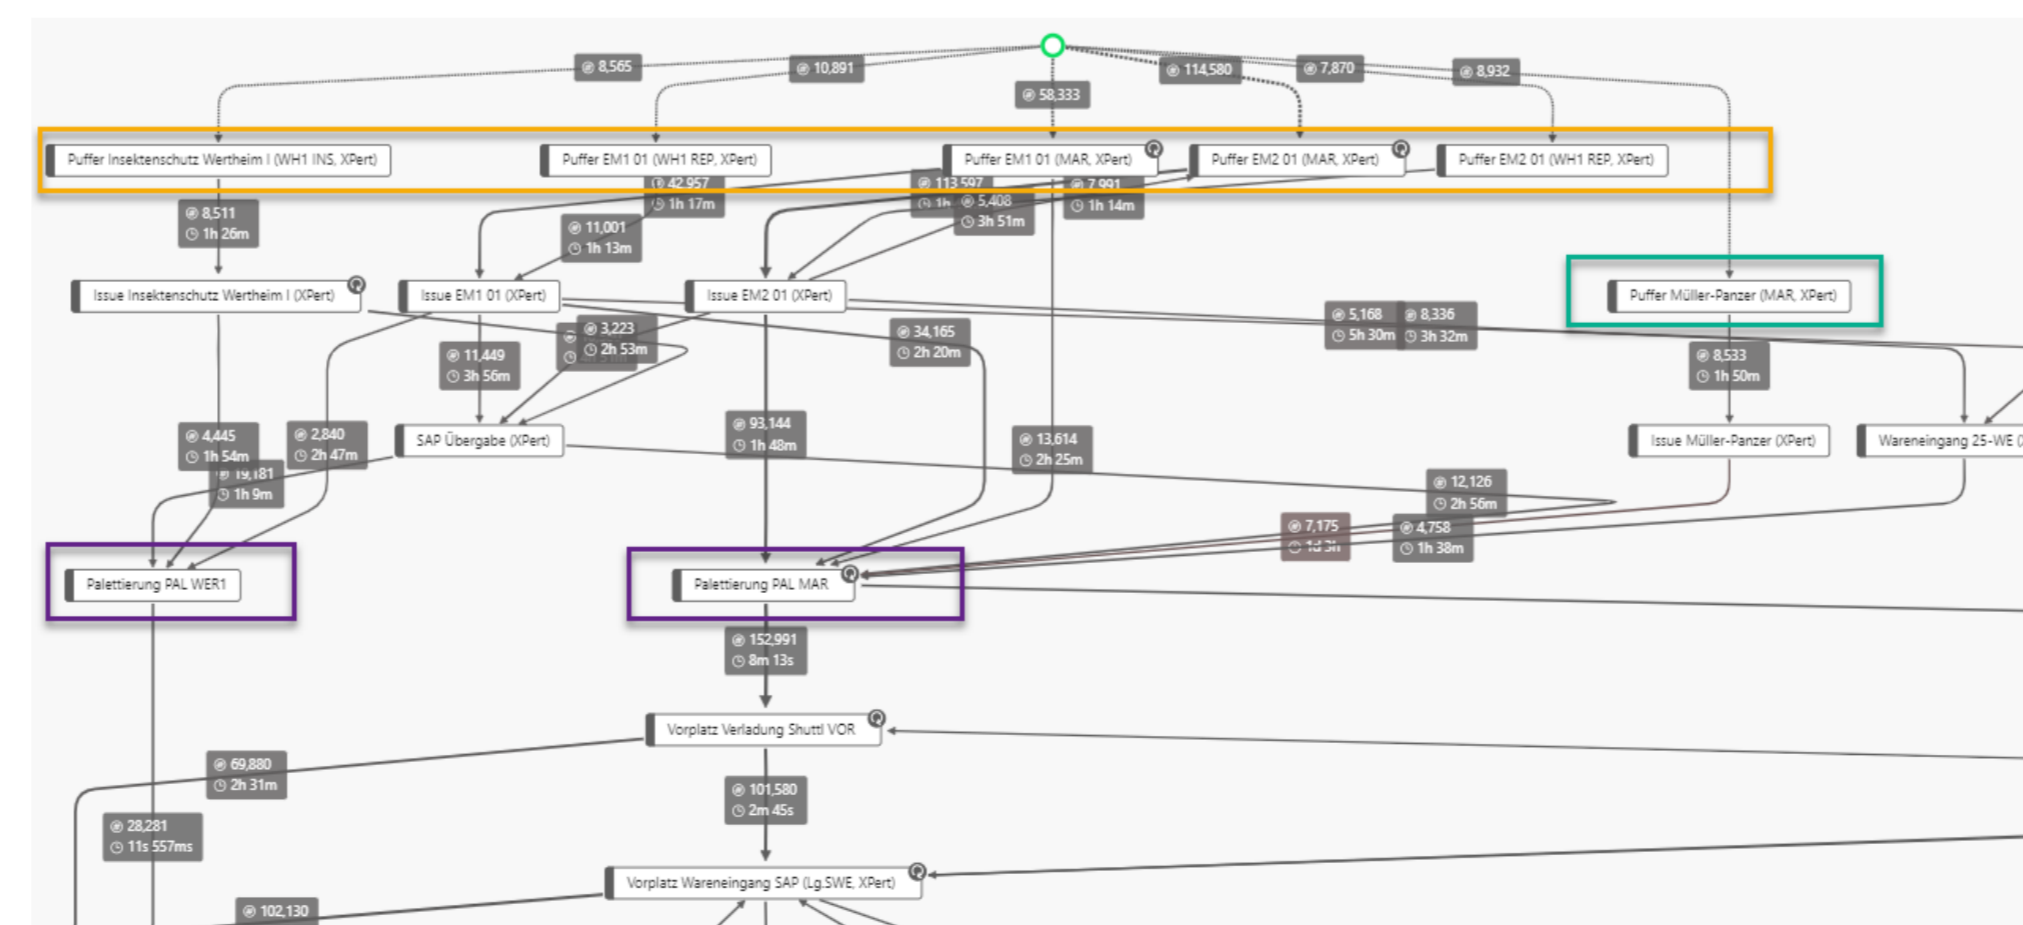 8,565
10,891
58,333
114,580
7,870
8,932
Puffer Insektenschutz Wertheim I (WH1 INS, XPert)
Puffer EM1 01 (WH1 REP, XPert)
Puffer EM1 01 (MAR, XPert)
Puffer EM2 01 (MAR, XPert)
Puffer EM2 01 (WH1 REP, XPert)
42,957
1h 17m
113,597
1h
5,408
3h 51m
7,991
1h 14m
8,511
1h 26m
11,001
1h 13m
Issue Insektenschutz Wertheim I (XPert)
Issue EM1 01 (XPert)
Issue EM2 01 (XPert)
Puffer Müller-Panzer (MAR, XPert)
3,223
2h 53m
34,165
2h 20m
5,168
5h 30m
8,336
3h 32m
11,449
3h 56m
8,533
1h 50m
4,445
1h 54m
2,840
2h 47m
SAP Übergabe (XPert)
93,144
1h 48m
13,614
2h 25m
Issue Müller-Panzer (XPert)
Wareneingang 25-WE
19,181
1h 9m
12,126
2h 56m
7,175
1d 3h
4,758
1h 38m
Palettierung PAL WER1
Palettierung PAL MAR
152,991
8m 13s
Vorplatz Verladung Shuttl VOR
69,880
2h 31m
101,580
2m 45s
28,281
11s 557ms
Vorplatz Wareneingang SAP (Lg.SWE, XPert)
102,130